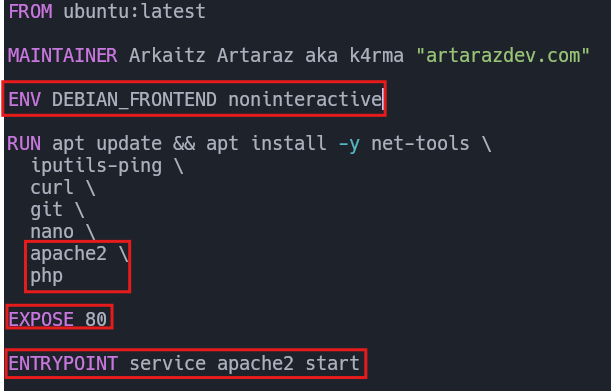 FROM ubuntu:latest
MAINTAINER Arkaitz Artaraz aka k4rma "artarazdev.com"
ENV DEBIAN_FRONTEND noninteractive
RUN apt update && apt install -y net-tools \
iputils-ping \
curl \
git \
nano \
apache2 \
php
EXPOSE 80
ENTRYPOINT service apache2 start